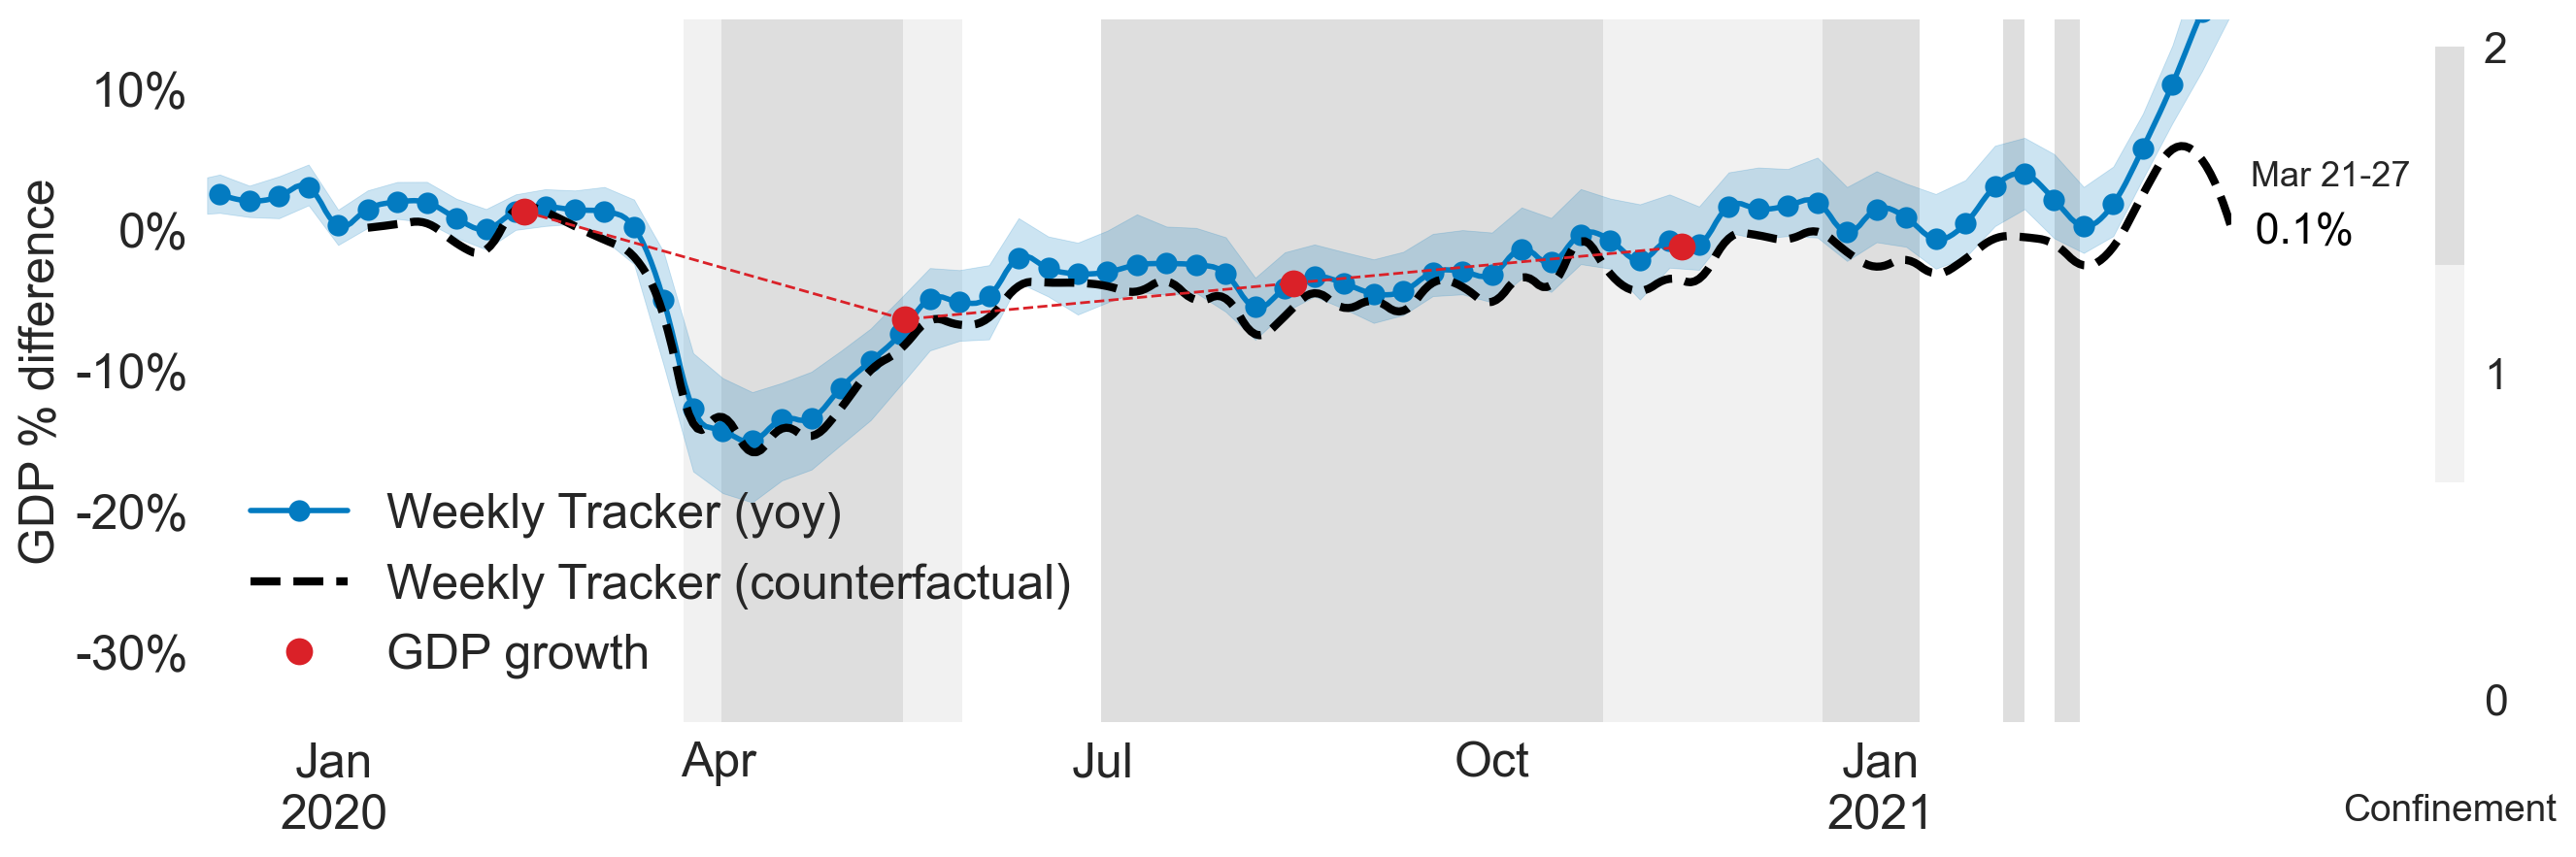 GDP % difference
10%
0%
-10%
-20%
-30%
Weekly Tracker (yoy)
Weekly Tracker (counterfactual)
GDP growth
Mar 21-27
0.1%
2
1
0
Jan
2020
Apr
Jul
Oct
Jan
2021
Confinement